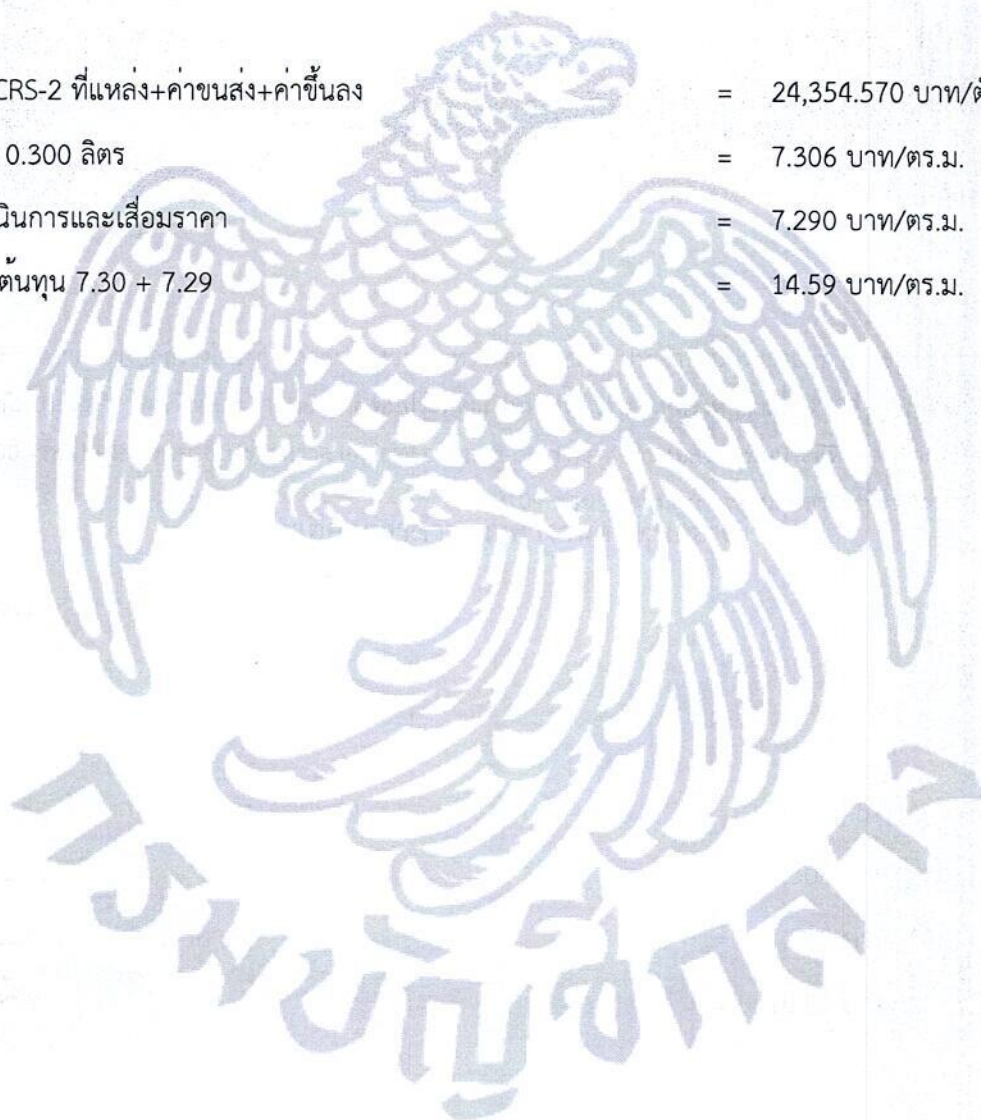 CRS-2 ที่แหล่ง+ค่าขนส่ง+ค่าขึ้นลง = 24,354.570 บาท/
0.300 ลิตร = 7.306 บาท/ตร.ม.
นินการและเสื่อมราคา = 7.290 บาท/ตร.ม.
ต้นทุน 7.30 + 7.29 = 14.59 บาท/ตร.ม.
กรมบัญชีกลาง